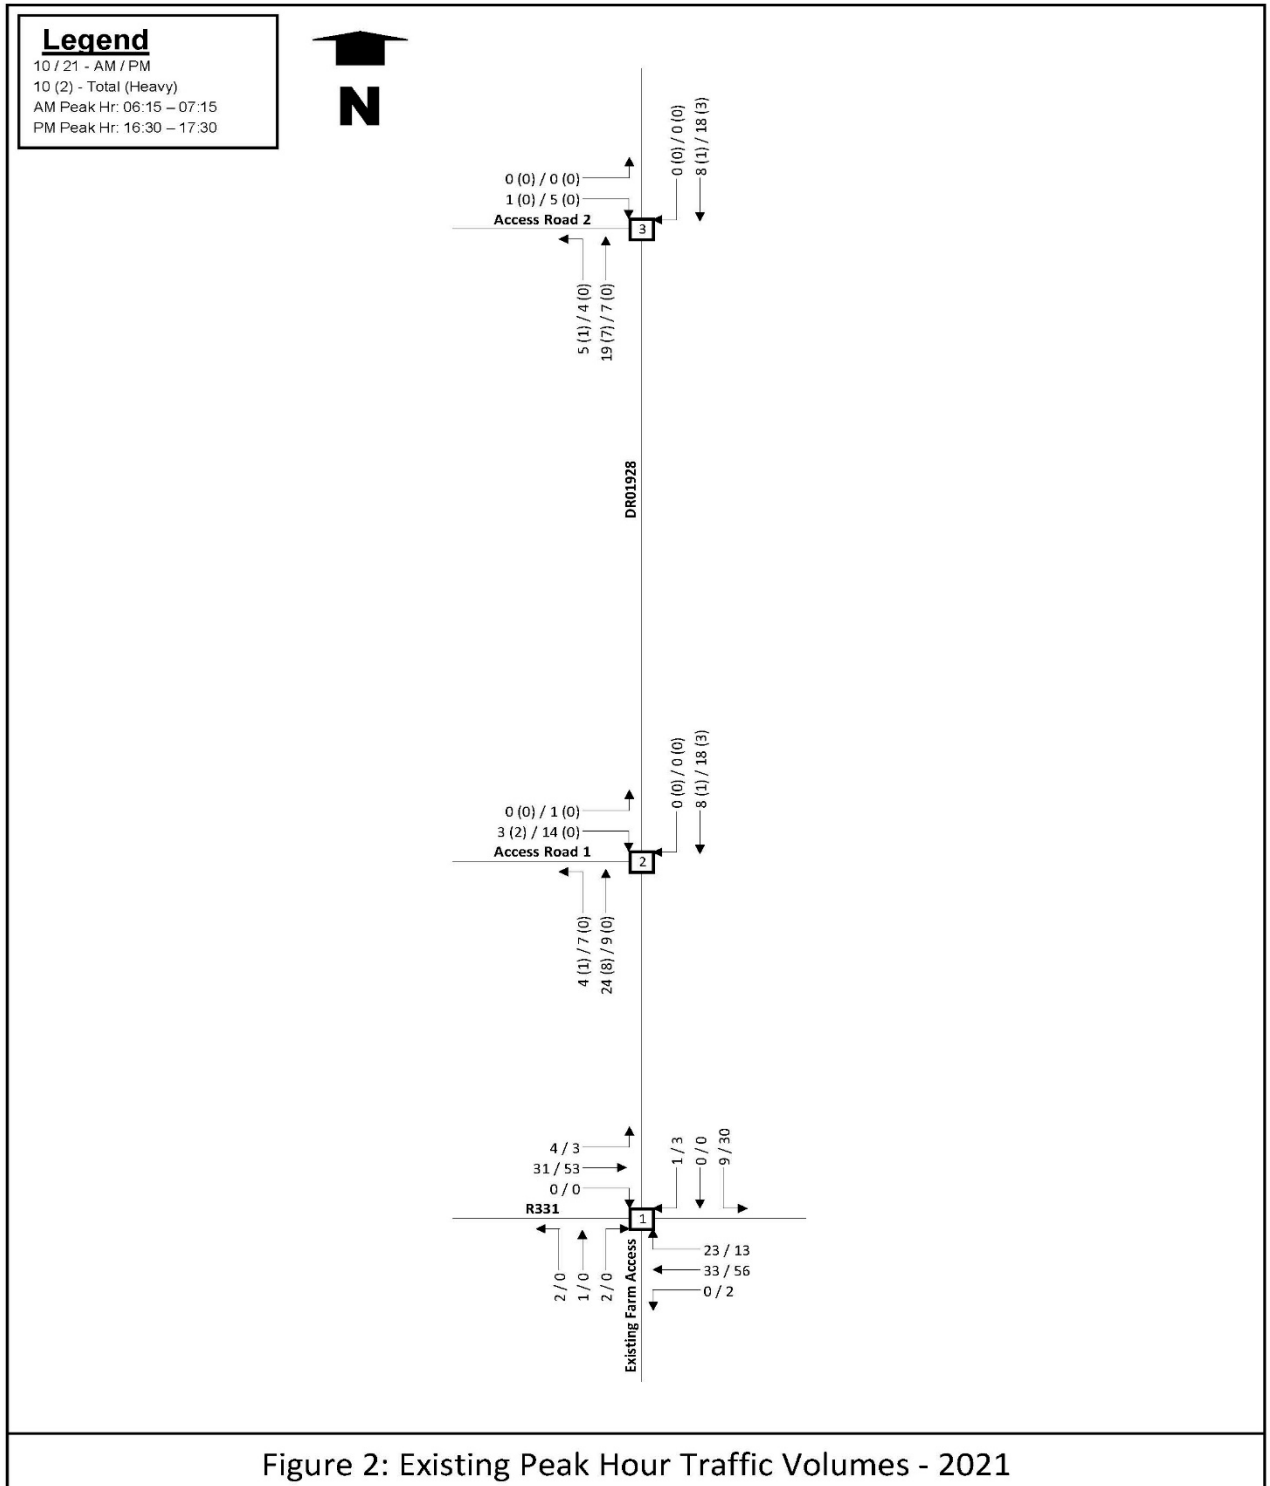 Legend
10 / 21 - AM / PM
10 (2) - Total (Heavy)
AM Peak Hr: 06:15 – 07:15
PM Peak Hr: 16:30 – 17:30
N
0 (0) / 0 (0)
8 (1) / 18 (3)
0 (0) / 0 (0)
1 (0) / 5 (0)
Access Road 2
3
5 (1) / 4 (0)
19 (7) / 7 (0)
DR01928
0 (0) / 0 (0)
8 (1) / 18 (3)
0 (0) / 1 (0)
3 (2) / 14 (0)
Access Road 1
2
4 (1) / 7 (0)
24 (8) / 9 (0)
4 / 3
31 / 53
0 / 0
1 / 3
0 / 0
9 / 30
R331
1
2 / 0
1 / 0
2 / 0
Existing Farm Access
23 / 13
33 / 56
0 / 2
Figure 2: Existing Peak Hour Traffic Volumes - 2021